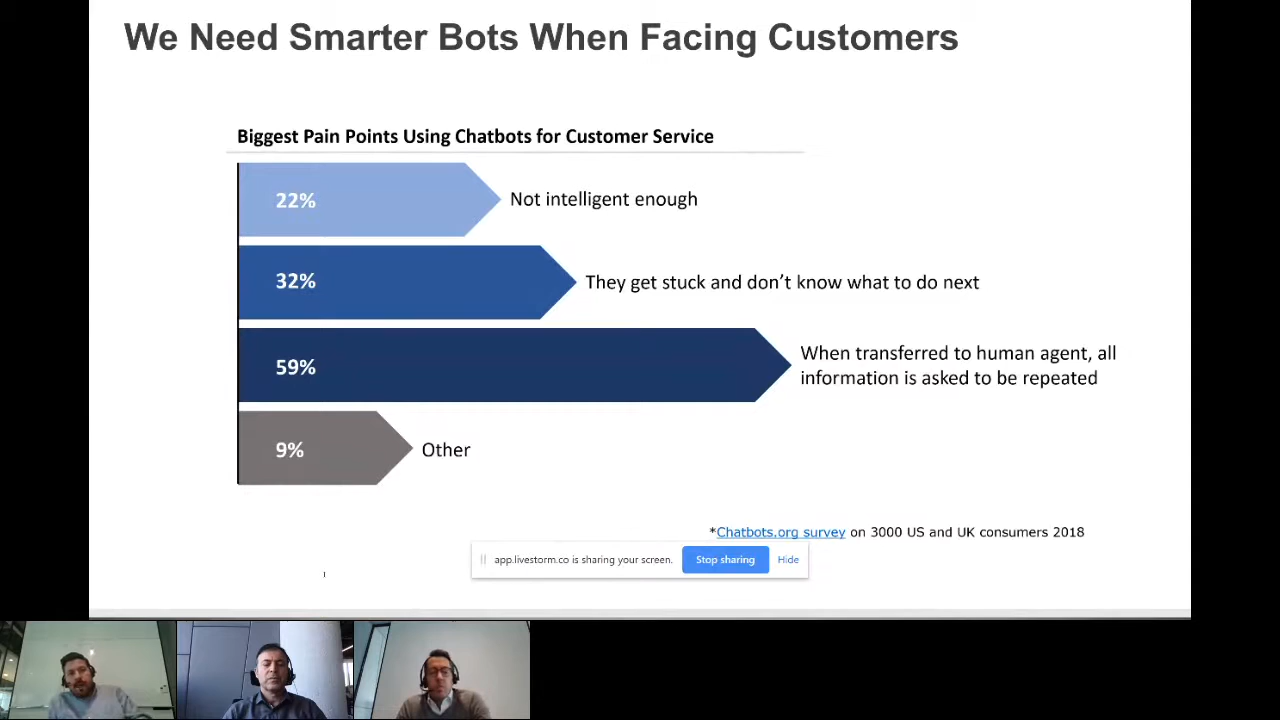 We Need Smarter Bots When Facing Customers
Biggest Pain Points Using Chatbots for Customer Service
22%
Not intelligent enough
32%
They get stuck and don’t know what to do next
59%
When transferred to human agent, all
information is asked to be repeated
9%
Other
*Chatbots.org survey on 3000 US and UK consumers 2018
app.livestorm.co is sharing your screen. Stop sharing Hide
1